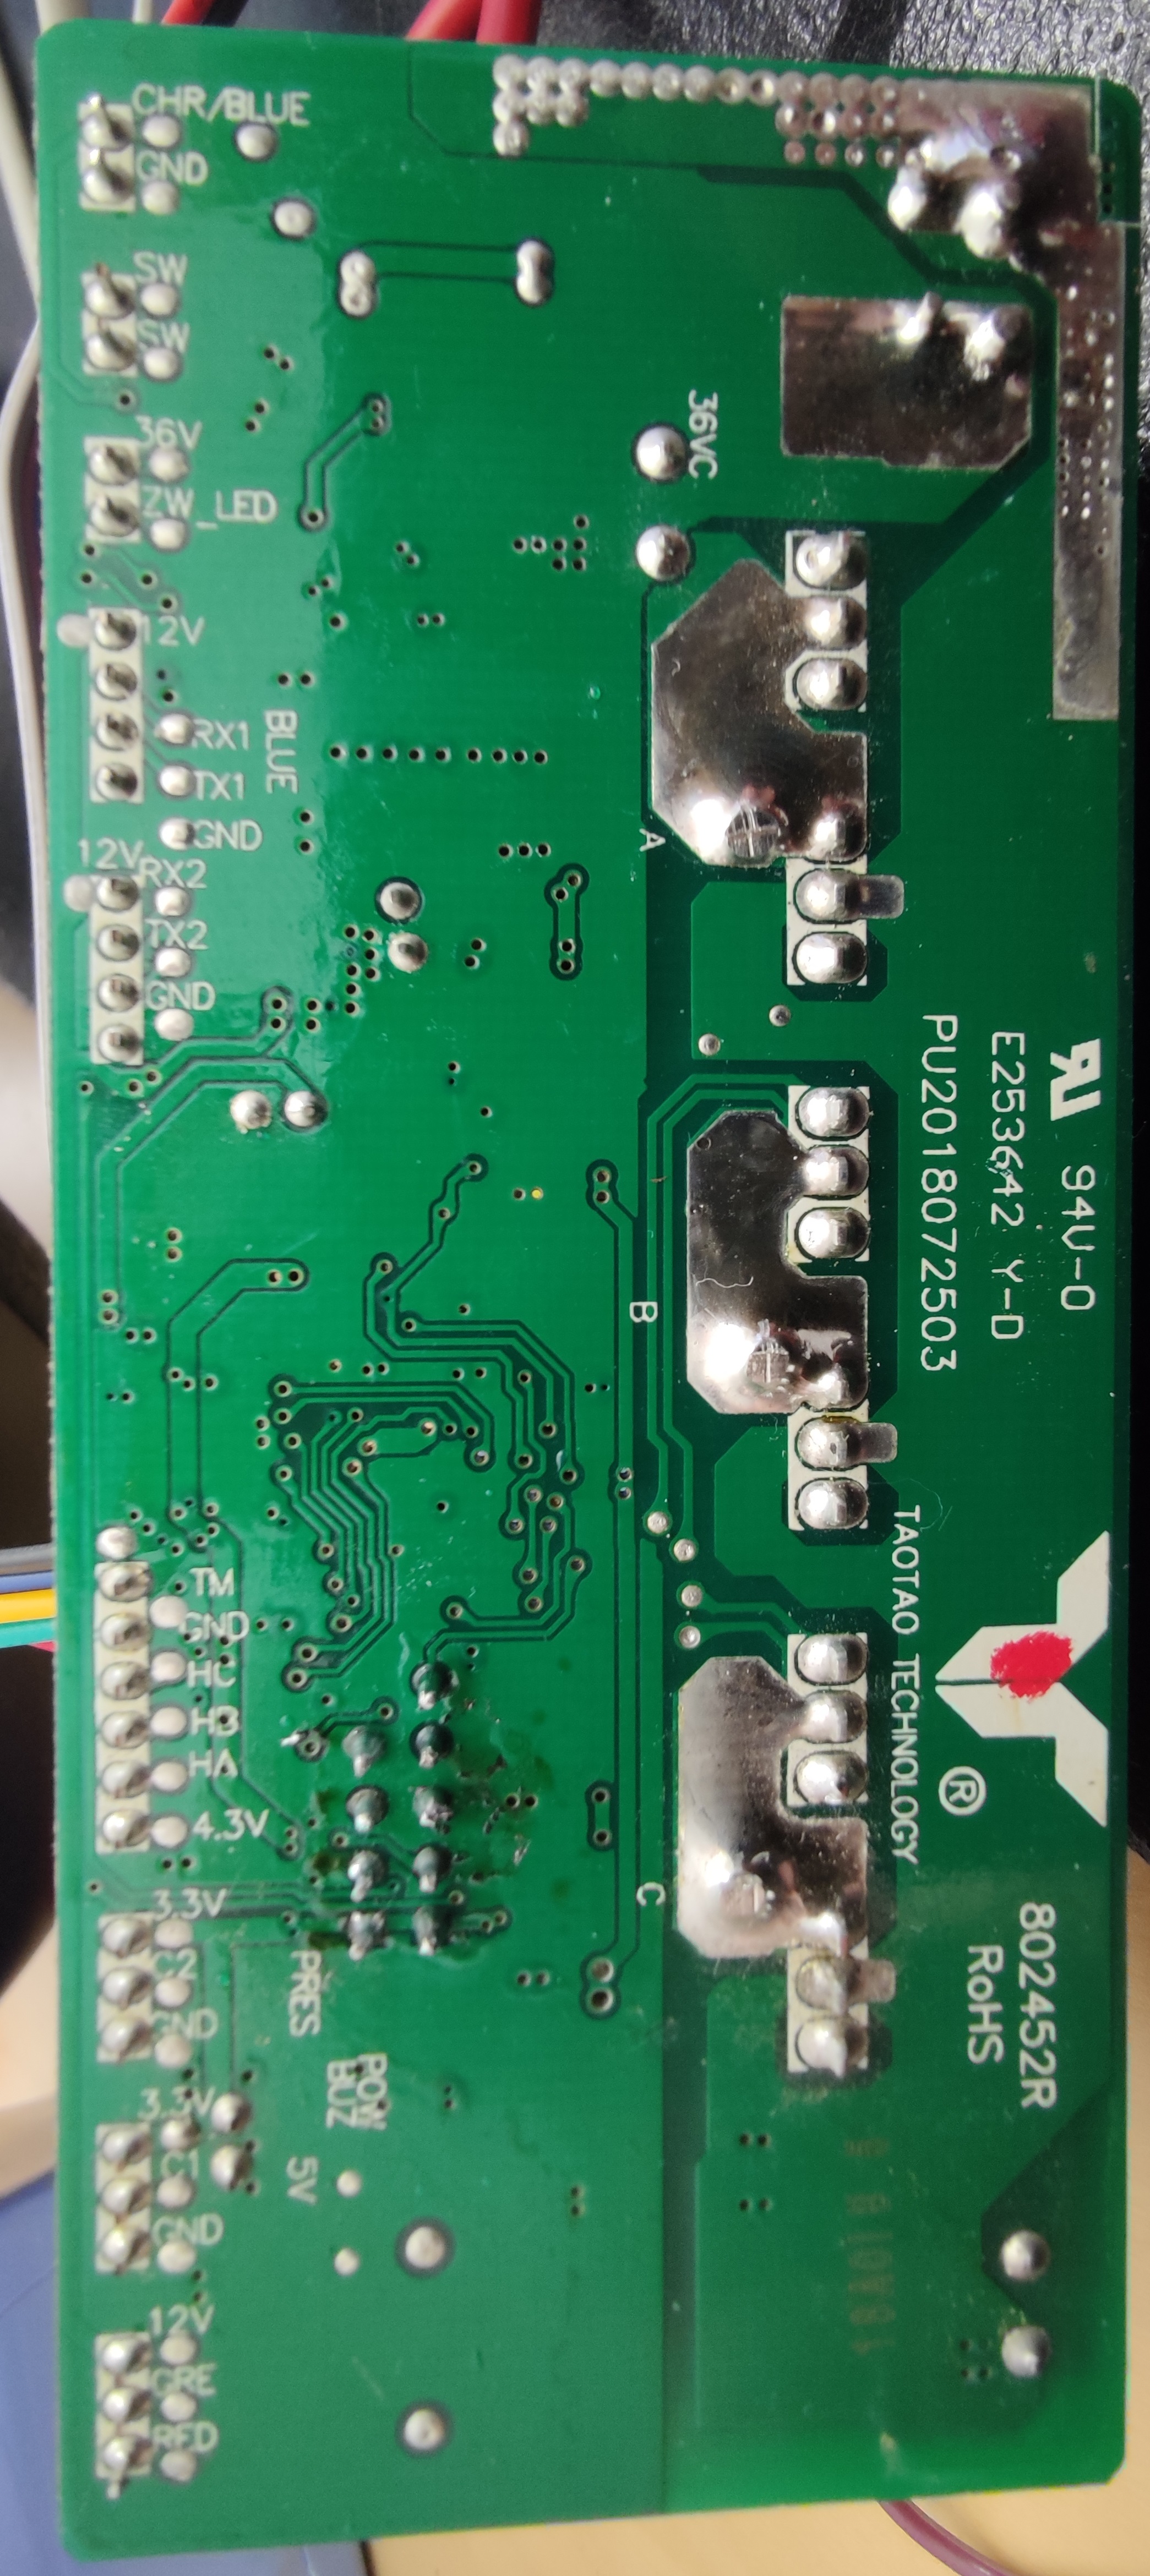 CHR/BLUE
GND
SW
SW
36V
ZW_LED
12V
RX1
TX1
GND
BLUE
12V
RX2
TX2
GND
TM
GND
HC
HB
HA
4.3V
3.3V
C2
GND
PRES
POW
BUZ
3.3V
C1
GND
5V
12V
GRE
RED
36VC
A
B
C
94V-0
E253642 Y-D
PU2018072503
TAOTAO TECHNOLOGY
®
802452R
RoHS